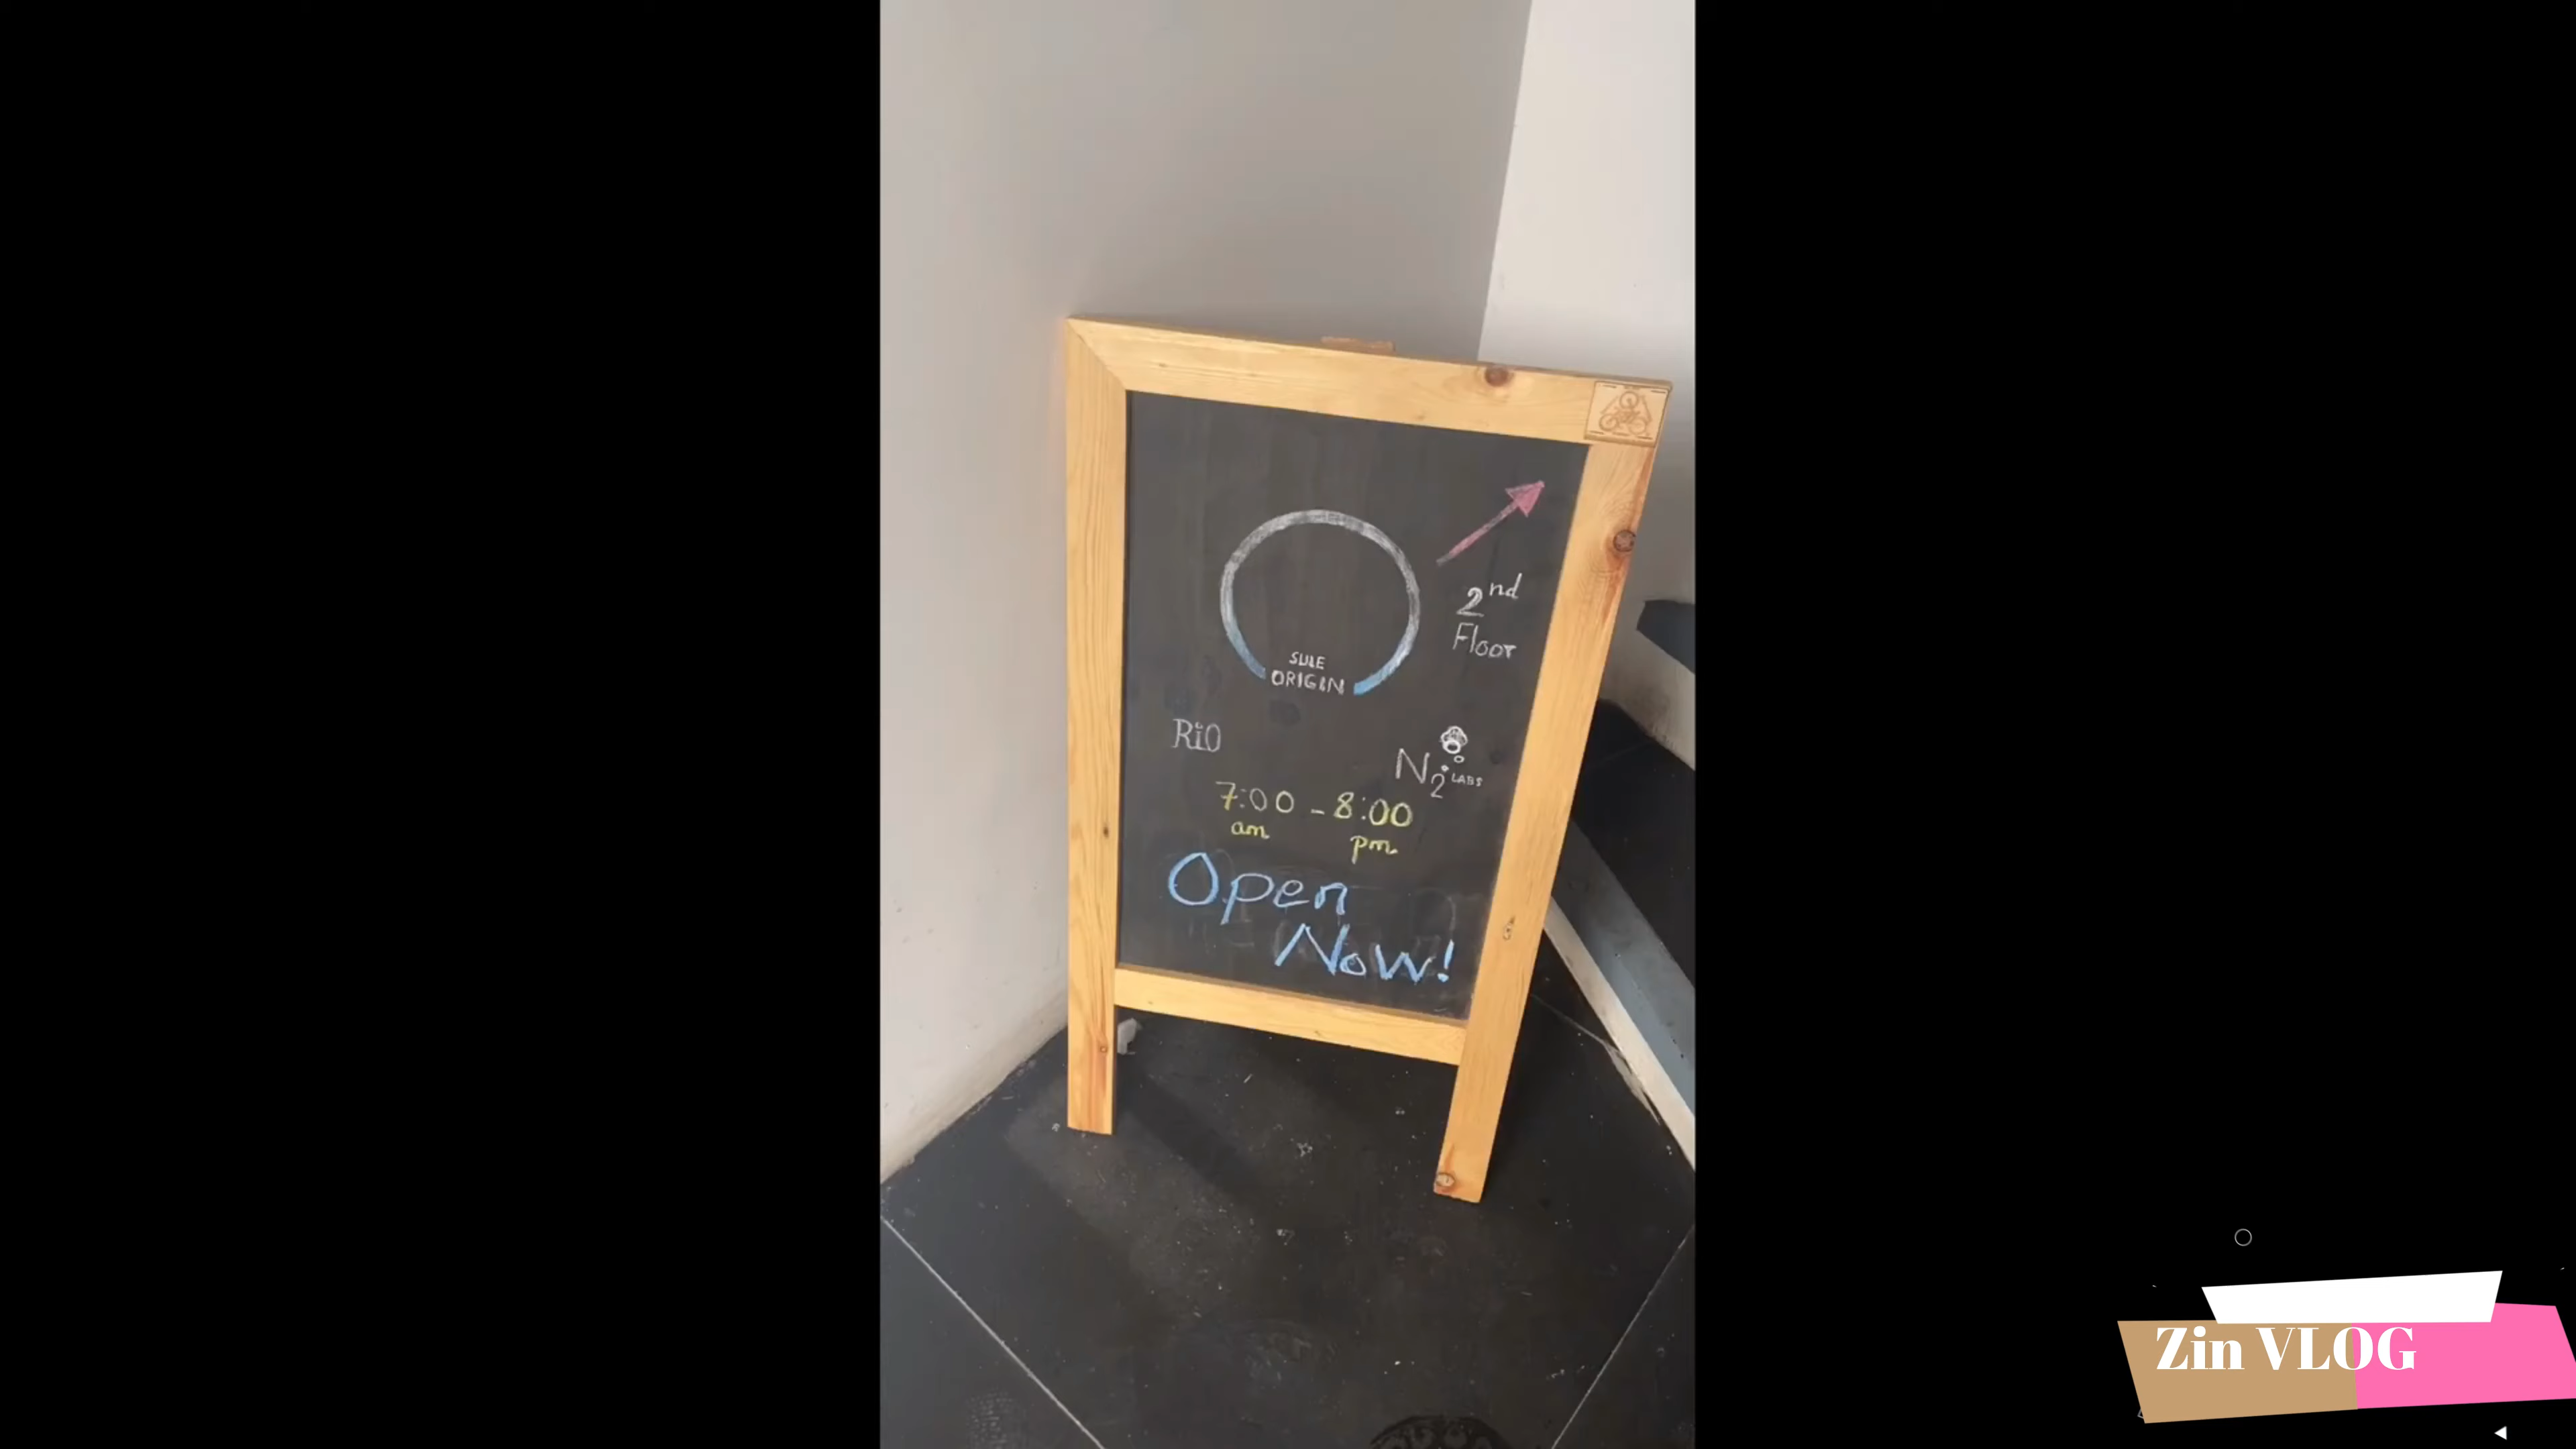 2nd
Floor
SULE
ORIGIN
RiO
N2 LABS
7:00 - 8:00
am pm
Open
Now!
Zin VLOG